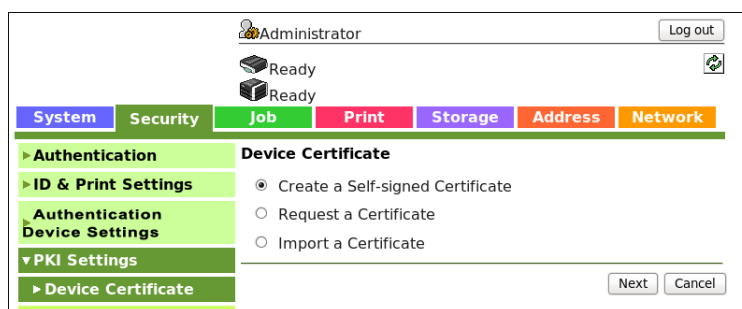 Administrator
Log out
Ready
Ready
System Security Job Print Storage Address Network
Authentication
ID & Print Settings
Authentication
Device Settings
PKI Settings
Device Certificate
Device Certificate
Create a Self-signed Certificate
Request a Certificate
Import a Certificate
Next Cancel